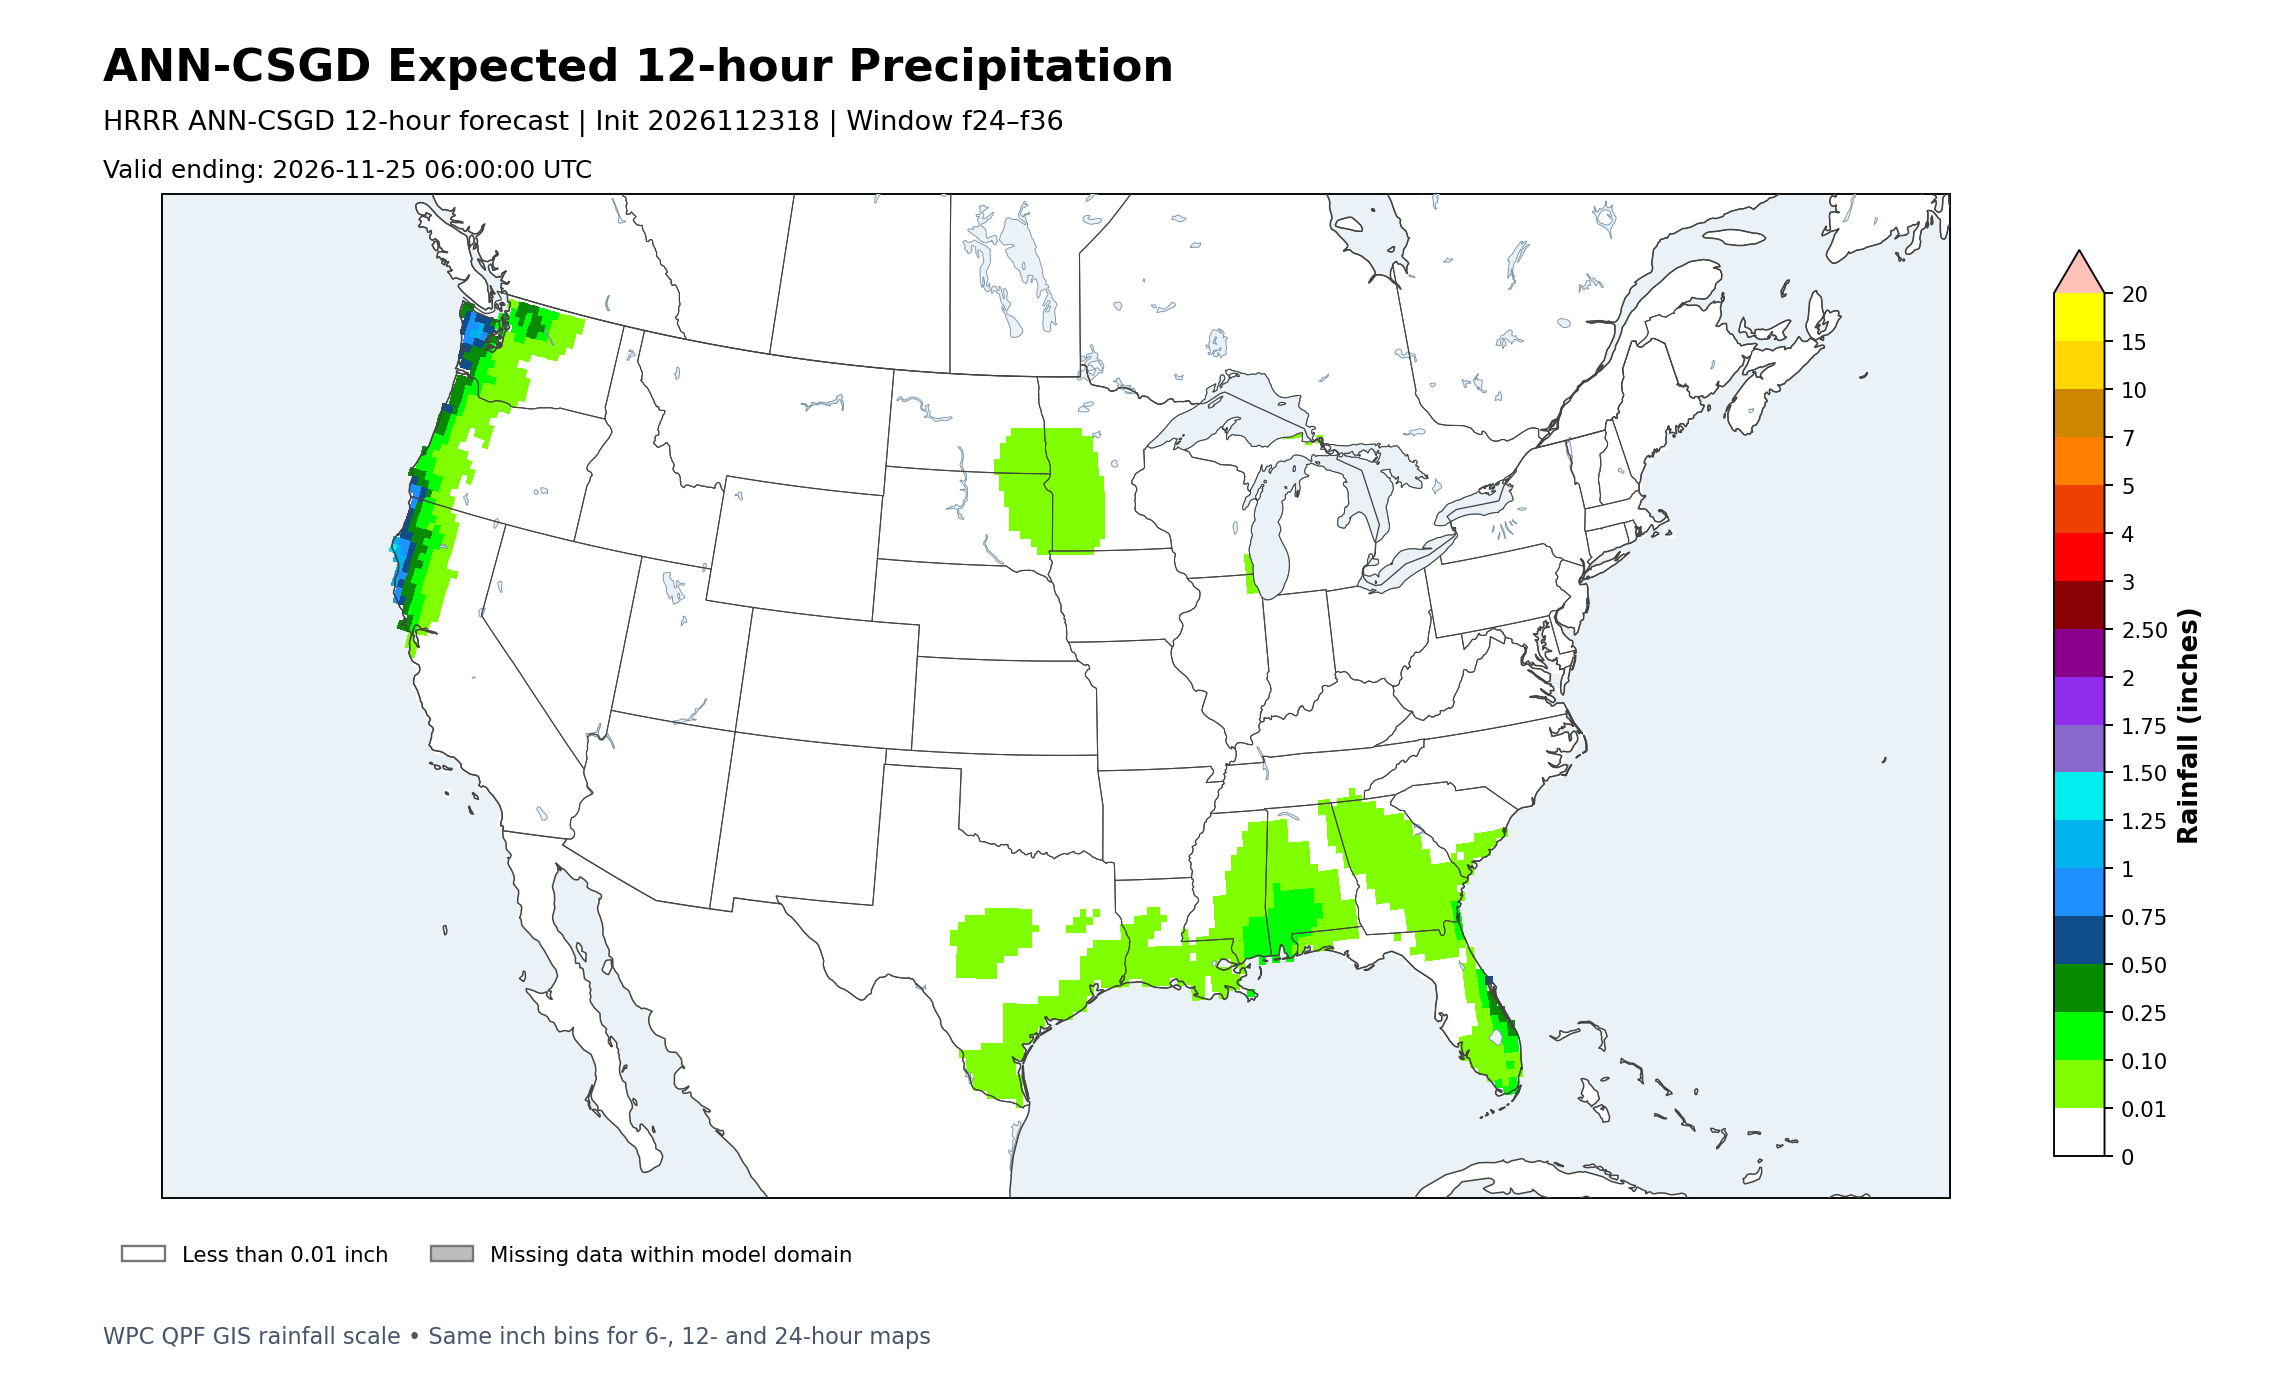 ANN-CSGD Expected 12-hour Precipitation
HRRR ANN-CSGD 12-hour forecast | Init 2026112318 | Window f24–f36
Valid ending: 2026-11-25 06:00:00 UTC
20
15
10
7
5
4
3
2.50
2
1.75
1.50
1.25
1
0.75
0.50
0.25
0.10
0.01
0
Rainfall (inches)
Less than 0.01 inch
Missing data within model domain
WPC QPF GIS rainfall scale • Same inch bins for 6-, 12- and 24-hour maps